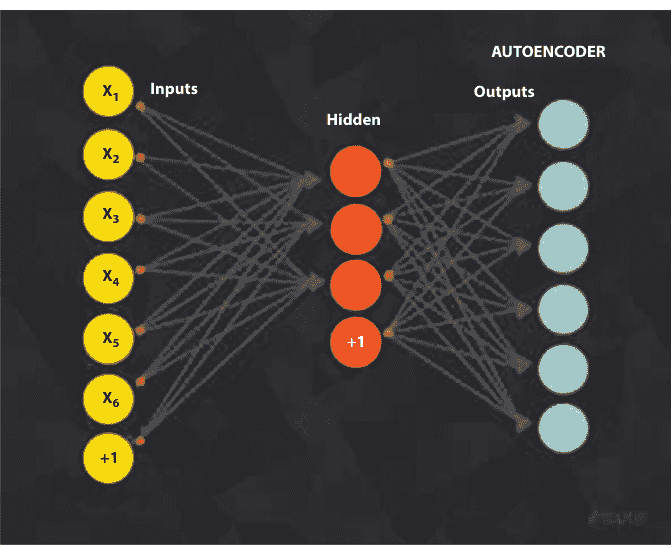 AUTOENCODER
Inputs
Outputs
Hidden
X1
X2
X3
X4
X5
X6
+1
+1